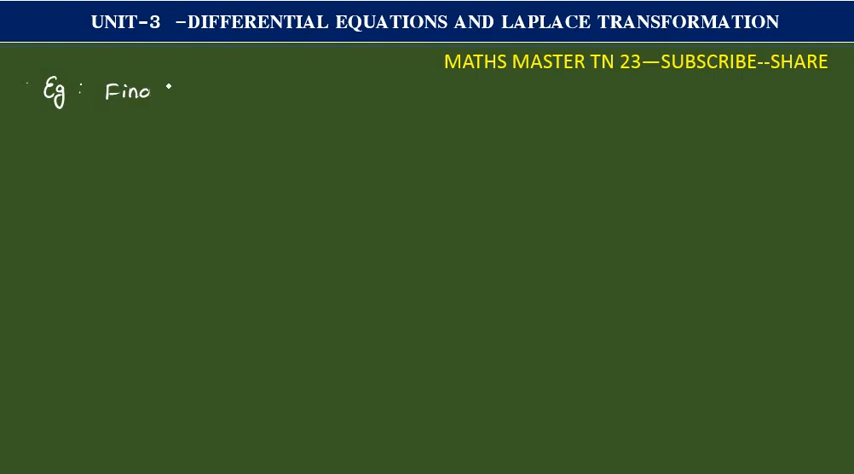 UNIT-3 -DIFFERENTIAL EQUATIONS AND LAPLACE TRANSFORMATION
MATHS MASTER TN 23—SUBSCRIBE--SHARE
Eg : Fino